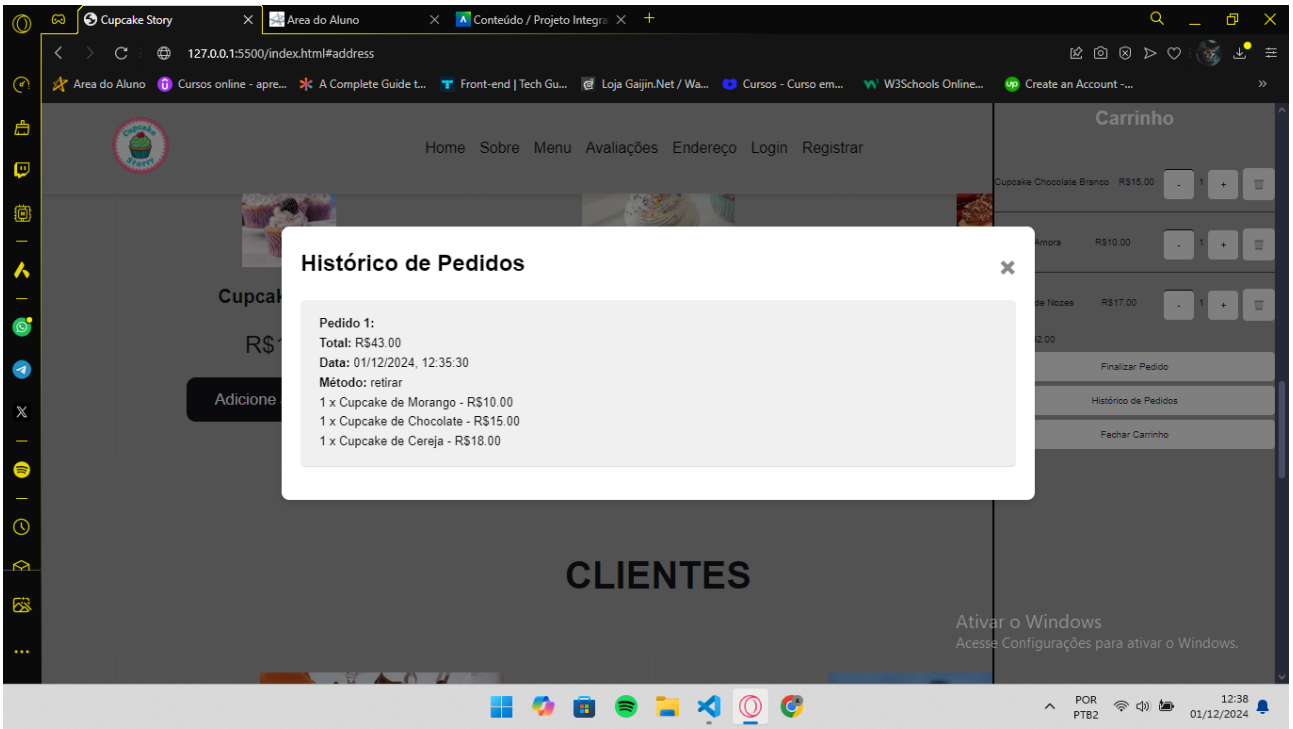 Cupcake Story
Area do Aluno
Conteúdo / Projeto Integra
127.0.0.1:5500/index.html#address
Area do Aluno
Cursos online - apre...
A Complete Guide t...
Front-end | Tech Gu...
Loja Gaijin.Net / Wa...
Cursos - Curso em...
W3Schools Online...
Create an Account -...
Cupcake
Storry
Home Sobre Menu Avaliações Endereço Login Registrar
Carrinho
Cupcake Chocolate Branco R$15.00 - 1 +
Amora R$10.00 - 1 +
de Nozes R$17.00 - 1 +
2.00
Finalizar Pedido
Histórico de Pedidos
Fechar Carrinho
Cupcak
R$
Adicione
Histórico de Pedidos
Pedido 1:
Total: R$43.00
Data: 01/12/2024, 12:35:30
Método: retirar
1 x Cupcake de Morango - R$10.00
1 x Cupcake de Chocolate - R$15.00
1 x Cupcake de Cereja - R$18.00
CLIENTES
Ativar o Windows
Acesse Configurações para ativar o Windows.
POR
PTB2
12:38
01/12/2024